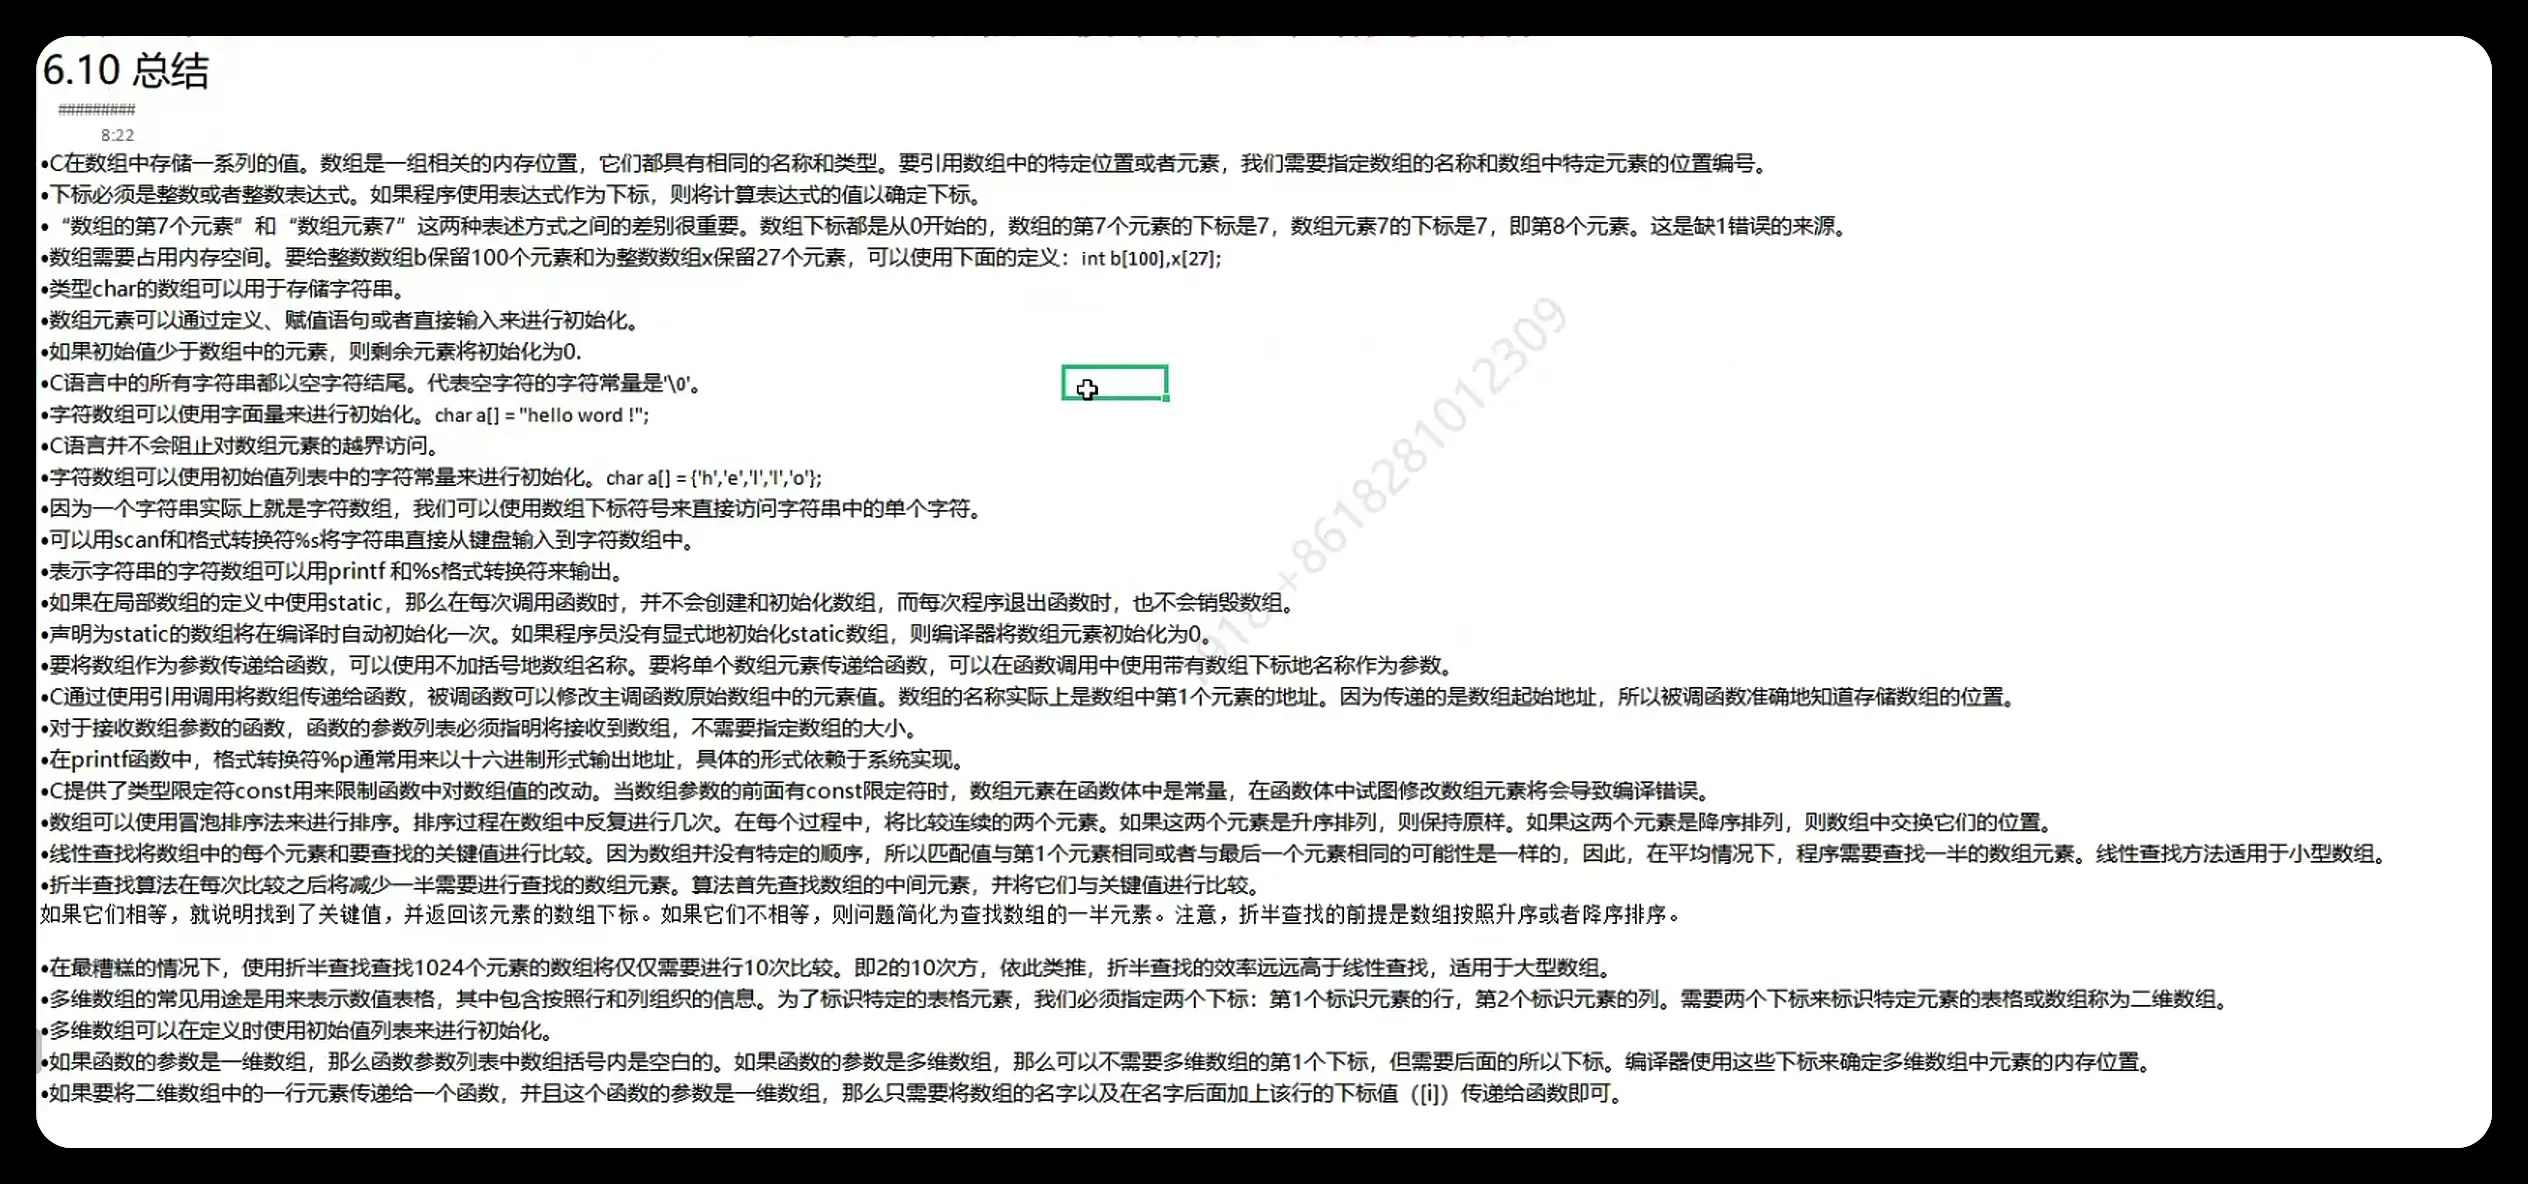 6.10 总结
#########
8:22
•C在数组中存储一系列的值。数组是一组相关的内存位置，它们都具有相同的名称和类型。要引用数组中的特定位置或者元素，我们需要指定数组的名称和数组中特定元素的位置编号。
•下标必须是整数或者整数表达式。如果程序使用表达式作为下标，则将计算表达式的值以确定下标。
•“数组的第7个元素”和“数组元素7”这两种表述方式之间的差别很重要。数组下标都是从0开始的，数组的第7个元素的下标是7，数组元素7的下标是7，即第8个元素。这是缺1错误的来源。
•数组需要占用内存空间。要给整数数组b保留100个元素和为整数数组x保留27个元素，可以使用下面的定义：int b[100],x[27];
•类型char的数组可以用于存储字符串。
•数组元素可以通过定义、赋值语句或者直接输入来进行初始化。
•如果初始值少于数组中的元素，则剩余元素将初始化为0.
•C语言中的所有字符串都以空字符结尾。代表空字符的字符常量是'\0'。
•字符数组可以使用字面量来进行初始化。char a[] = "hello word !";
•C语言并不会阻止对数组元素的越界访问。
•字符数组可以使用初始值列表中的字符常量来进行初始化。char a[] = {'h','e','l','l','o'};
•因为一个字符串实际上就是字符数组，我们可以使用数组下标符号来直接访问字符串中的单个字符。
•可以用scanf和格式转换符%s将字符串直接从键盘输入到字符数组中。
•表示字符串的字符数组可以用printf 和%s格式转换符来输出。
•如果在局部数组的定义中使用static，那么在每次调用函数时，并不会创建和初始化数组，而每次程序退出函数时，也不会销毁数组。
•声明为static的数组将在编译时自动初始化一次。如果程序员没有显式地初始化static数组，则编译器将数组元素初始化为0。
•要将数组作为参数传递给函数，可以使用不加括号地数组名称。要将单个数组元素传递给函数，可以在函数调用中使用带有数组下标地名称作为参数。
•C通过使用引用调用将数组传递给函数，被调函数可以修改主调函数原始数组中的元素值。数组的名称实际上是数组中第1个元素的地址。因为传递的是数组起始地址，所以被调函数准确地知道存储数组的位置。
•对于接收数组参数的函数，函数的参数列表必须指明将接收到数组，不需要指定数组的大小。
•在printf函数中，格式转换符%p通常用来以十六进制形式输出地址，具体的形式依赖于系统实现。
•C提供了类型限定符const用来限制函数中对数组值的改动。当数组参数的前面有const限定符时，数组元素在函数体中是常量，在函数体中试图修改数组元素将会导致编译错误。
•数组可以使用冒泡排序法来进行排序。排序过程在数组中反复进行几次。在每个过程中，将比较连续的两个元素。如果这两个元素是升序排列，则保持原样。如果这两个元素是降序排列，则数组中交换它们的位置。
•线性查找将数组中的每个元素和要查找的关键值进行比较。因为数组并没有特定的顺序，所以匹配值与第1个元素相同或者与最后一个元素相同的可能性是一样的，因此，在平均情况下，程序需要查找一半的数组元素。线性查找方法适用于小型数组。
•折半查找算法在每次比较之后将减少一半需要进行查找的数组元素。算法首先查找数组的中间元素，并将它们与关键值进行比较。
如果它们相等，就说明找到了关键值，并返回该元素的数组下标。如果它们不相等，则问题简化为查找数组的一半元素。注意，折半查找的前提是数组按照升序或者降序排序。
•在最糟糕的情况下，使用折半查找查找1024个元素的数组将仅仅需要进行10次比较。即2的10次方，依此类推，折半查找的效率远远高于线性查找，适用于大型数组。
•多维数组的常见用途是用来表示数值表格，其中包含按照行和列组织的信息。为了标识特定的表格元素，我们必须指定两个下标：第1个标识元素的行，第2个标识元素的列。需要两个下标来标识特定元素的表格或数组称为二维数组。
•多维数组可以在定义时使用初始值列表来进行初始化。
•如果函数的参数是一维数组，那么函数参数列表中数组括号内是空白的。如果函数的参数是多维数组，那么可以不需要多维数组的第1个下标，但需要后面的所以下标。编译器使用这些下标来确定多维数组中元素的内存位置。
•如果要将二维数组中的一行元素传递给一个函数，并且这个函数的参数是一维数组，那么只需要将数组的名字以及在名字后面加上该行的下标值（[i]）传递给函数即可。
918+8618281012309